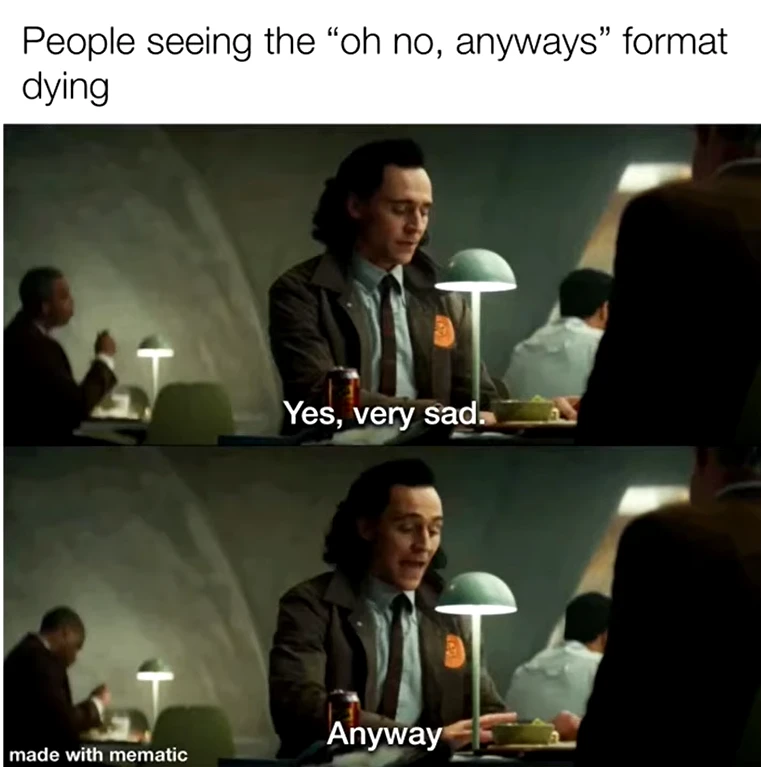 People seeing the “oh no, anyways” format
dying
Yes, very sad.
Anyway
made with mematic